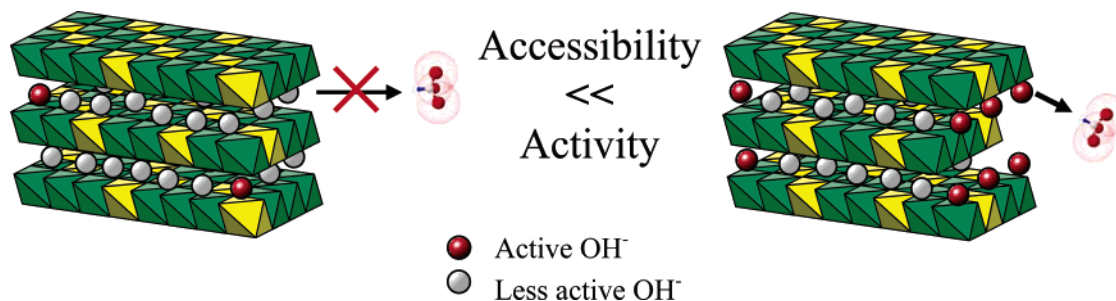 Accessibility
<<
Activity
Active OH⁻
Less active OH⁻